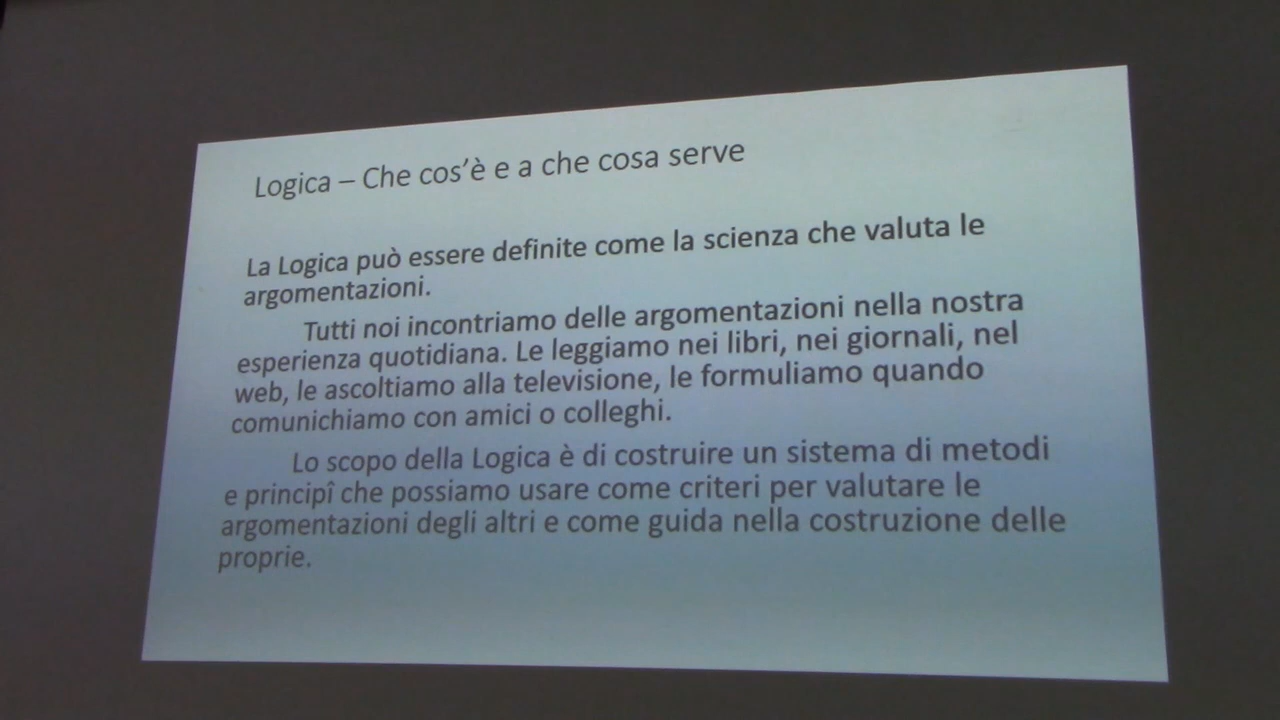 Logica – Che cos'è e a che cosa serve
La Logica può essere definite come la scienza che valuta le
argomentazioni.
Tutti noi incontriamo delle argomentazioni nella nostra
esperienza quotidiana. Le leggiamo nei libri, nei giornali, nel
web, le ascoltiamo alla televisione, le formuliamo quando
comunichiamo con amici o colleghi.
Lo scopo della Logica è di costruire un sistema di metodi
e principî che possiamo usare come criteri per valutare le
argomentazioni degli altri e come guida nella costruzione delle
proprie.